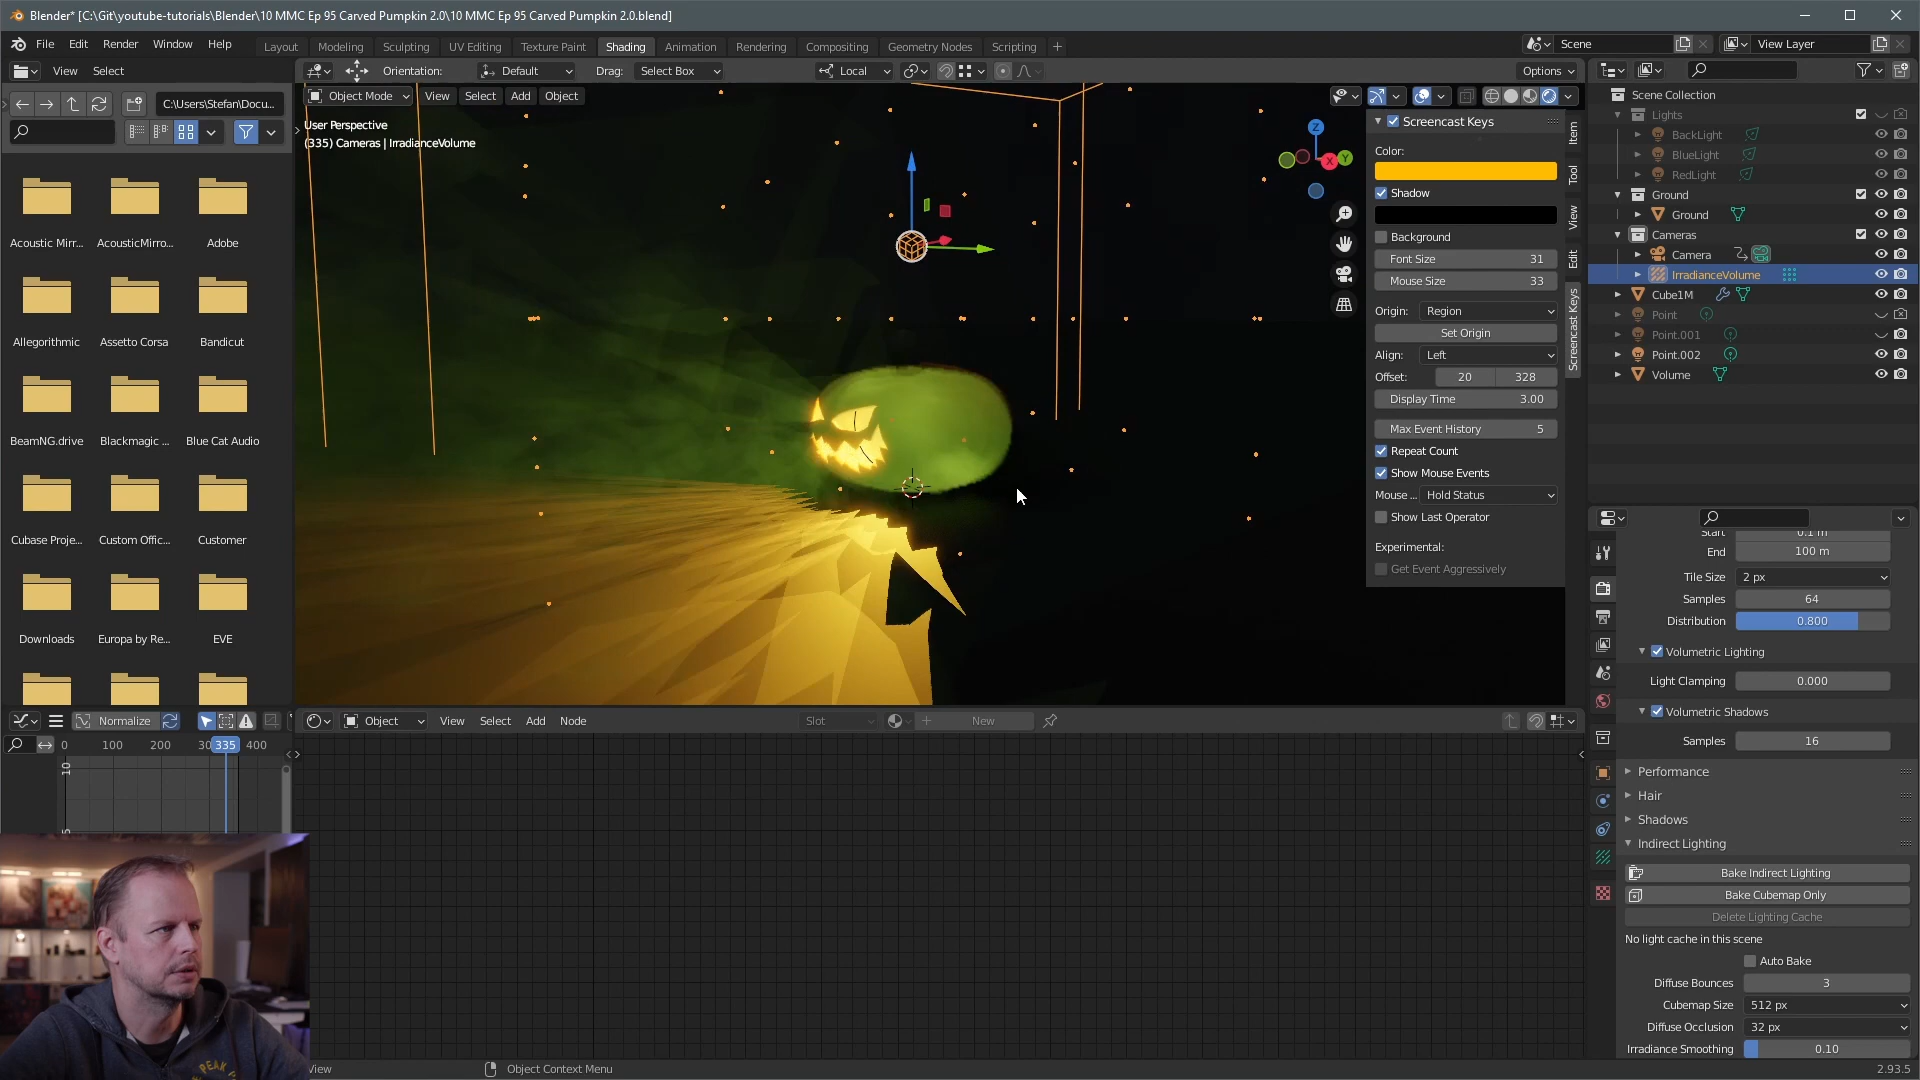 Blender* [C:\Git\youtube-tutorials\Blender\10 MMC Ep 95 Carved Pumpkin 2.0\10 MMC Ep 95 Carved Pumpkin 2.0.blend]
File Edit Render Window Help
Layout Modeling Sculpting UV Editing Texture Paint Shading Animation Rendering Compositing Geometry Nodes Scripting +
Scene
View Layer
View Select
C:\Users\Stefan\Docu...
Acoustic Mirr... AcousticMirro... Adobe
Allegorithmic Assetto Corsa Bandicut
BeamNG.drive Blackmagic ... Blue Cat Audio
Cubase Proje... Custom Offic... Customer
Downloads Europa by Re... EVE
Orientation: Default Drag: Select Box Local Options
Object Mode View Select Add Object
User Perspective
(335) Cameras | IrradianceVolume
Z
X
Y
Screencast Keys
Color:
Shadow
Background
Font Size 31
Mouse Size 33
Origin: Region
Set Origin
Align: Left
Offset: 20 328
Display Time 3.00
Max Event History 5
Repeat Count
Show Mouse Events
Mouse ... Hold Status
Show Last Operator
Experimental:
Get Event Aggressively
Item
Tool
View
Edit
Screencast Keys
Scene Collection
Lights
BackLight
BlueLight
RedLight
Ground
Ground
Cameras
Camera
IrradianceVolume
Cube1M
Point
Point.001
Point.002
Volume
Start 0.1 m
End 100 m
Tile Size 2 px
Samples 64
Distribution 0.800
Volumetric Lighting
Light Clamping 0.000
Volumetric Shadows
Samples 16
Performance
Hair
Shadows
Indirect Lighting
Bake Indirect Lighting
Bake Cubemap Only
Delete Lighting Cache
No light cache in this scene
Auto Bake
Diffuse Bounces 3
Cubemap Size 512 px
Diffuse Occlusion 32 px
Irradiance Smoothing 0.10
Normalize
0 100 200 30 335 400
10
5
Object View Select Add Node Slot New
PEAK
View
Object Context Menu
2.93.5